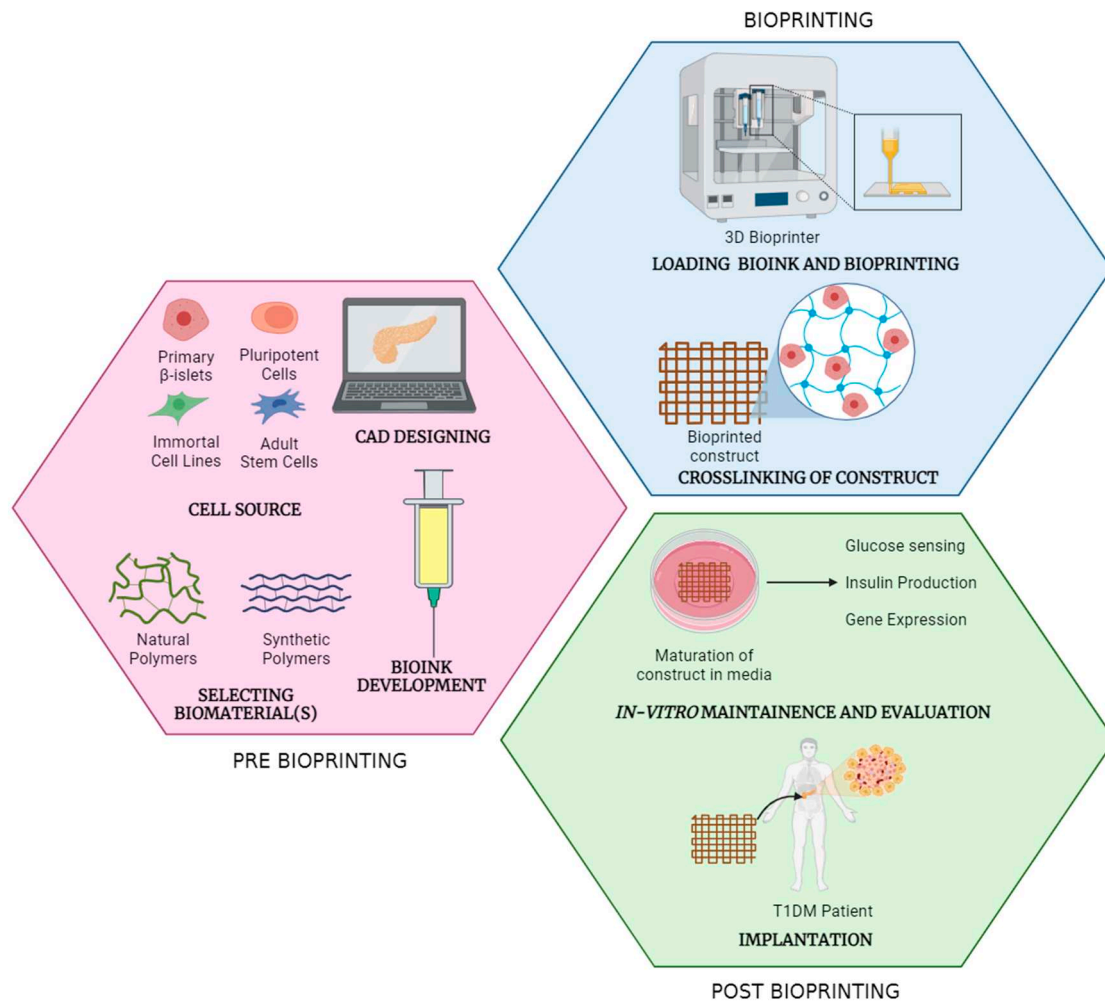 BIOPRINTING
3D Bioprinter
LOADING BIOINK AND BIOPRINTING
Bioprinted
construct
CROSSLINKING OF CONSTRUCT
Primary
β-islets
Pluripotent
Cells
Immortal
Cell Lines
Adult
Stem Cells
CELL SOURCE
CAD DESIGNING
Natural
Polymers
Synthetic
Polymers
SELECTING
BIOMATERIAL(S)
BIOINK
DEVELOPMENT
PRE BIOPRINTING
Glucose sensing
Insulin Production
Gene Expression
Maturation of
construct in media
IN-VITRO MAINTAINENCE AND EVALUATION
T1DM Patient
IMPLANTATION
POST BIOPRINTING